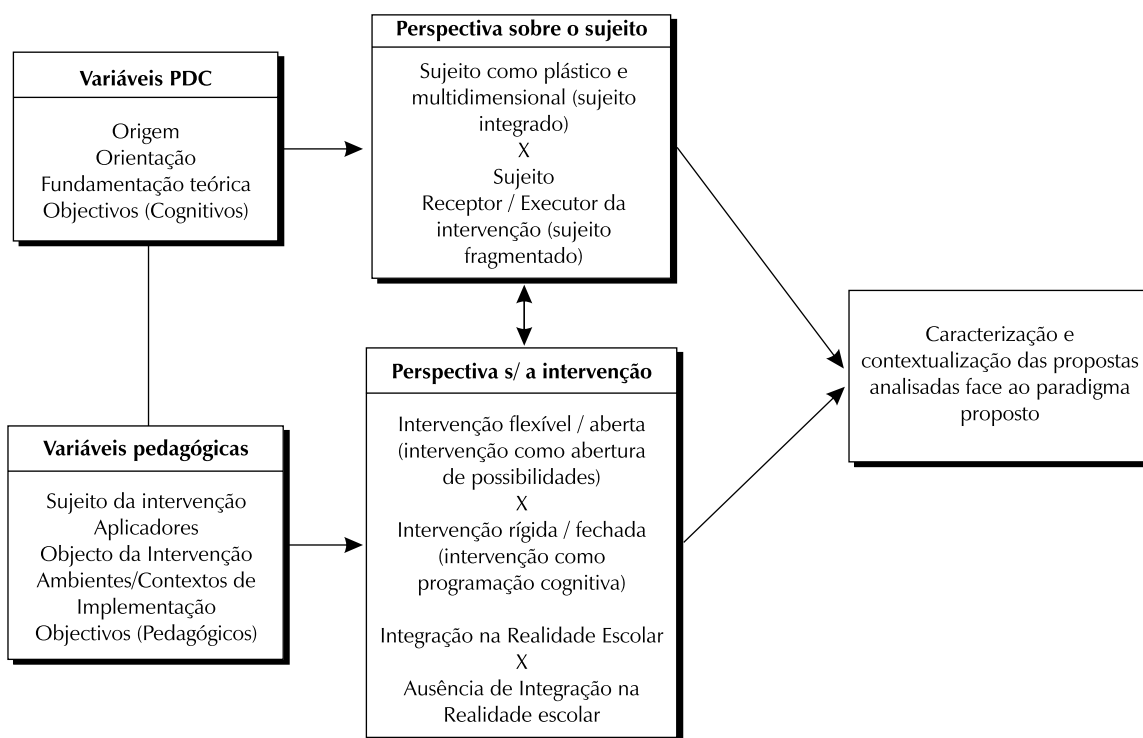 Variáveis PDC
Origem
Orientação
Fundamentação teórica
Objectivos (Cognitivos)
Variáveis pedagógicas
Sujeito da intervenção
Aplicadores
Objecto da Intervenção
Ambientes/Contextos de
Implementação
Objectivos (Pedagógicos)
Perspectiva sobre o sujeito
Sujeito como plástico e
multidimensional (sujeito
integrado)
X
Sujeito
Receptor / Executor da
intervenção (sujeito
fragmentado)
Perspectiva s/ a intervenção
Intervenção flexível / aberta
(intervenção como abertura
de possibilidades)
X
Intervenção rígida / fechada
(intervenção como
programação cognitiva)
Integração na Realidade Escolar
X
Ausência de Integração na
Realidade escolar
Caracterização e
contextualização das propostas
analisadas face ao paradigma
proposto